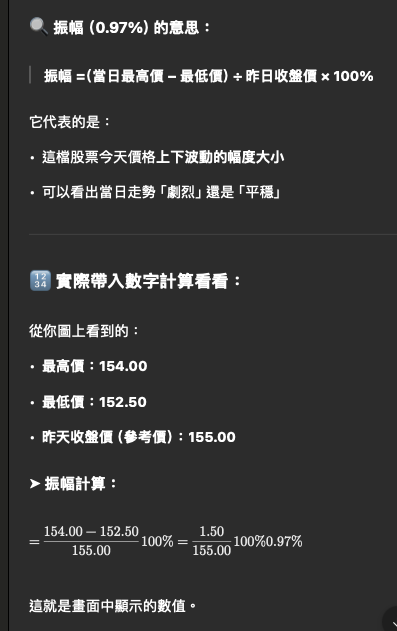 🔍 振幅（0.97%）的意思：
振幅 =（當日最高價 − 最低價）÷ 昨日收盤價 × 100%
它代表的是：
• 這檔股票今天價格上下波動的幅度大小
• 可以看出當日走勢「劇烈」還是「平穩」
🔢 實際帶入數字計算看看：
從你圖上看到的：
• 最高價：154.00
• 最低價：152.50
• 昨天收盤價（參考價）：155.00
➤ 振幅計算：
= \frac{154.00 − 152.50}{155.00} 100% = \frac{1.50}{155.00} 100%0.97%
這就是畫面中顯示的數值。